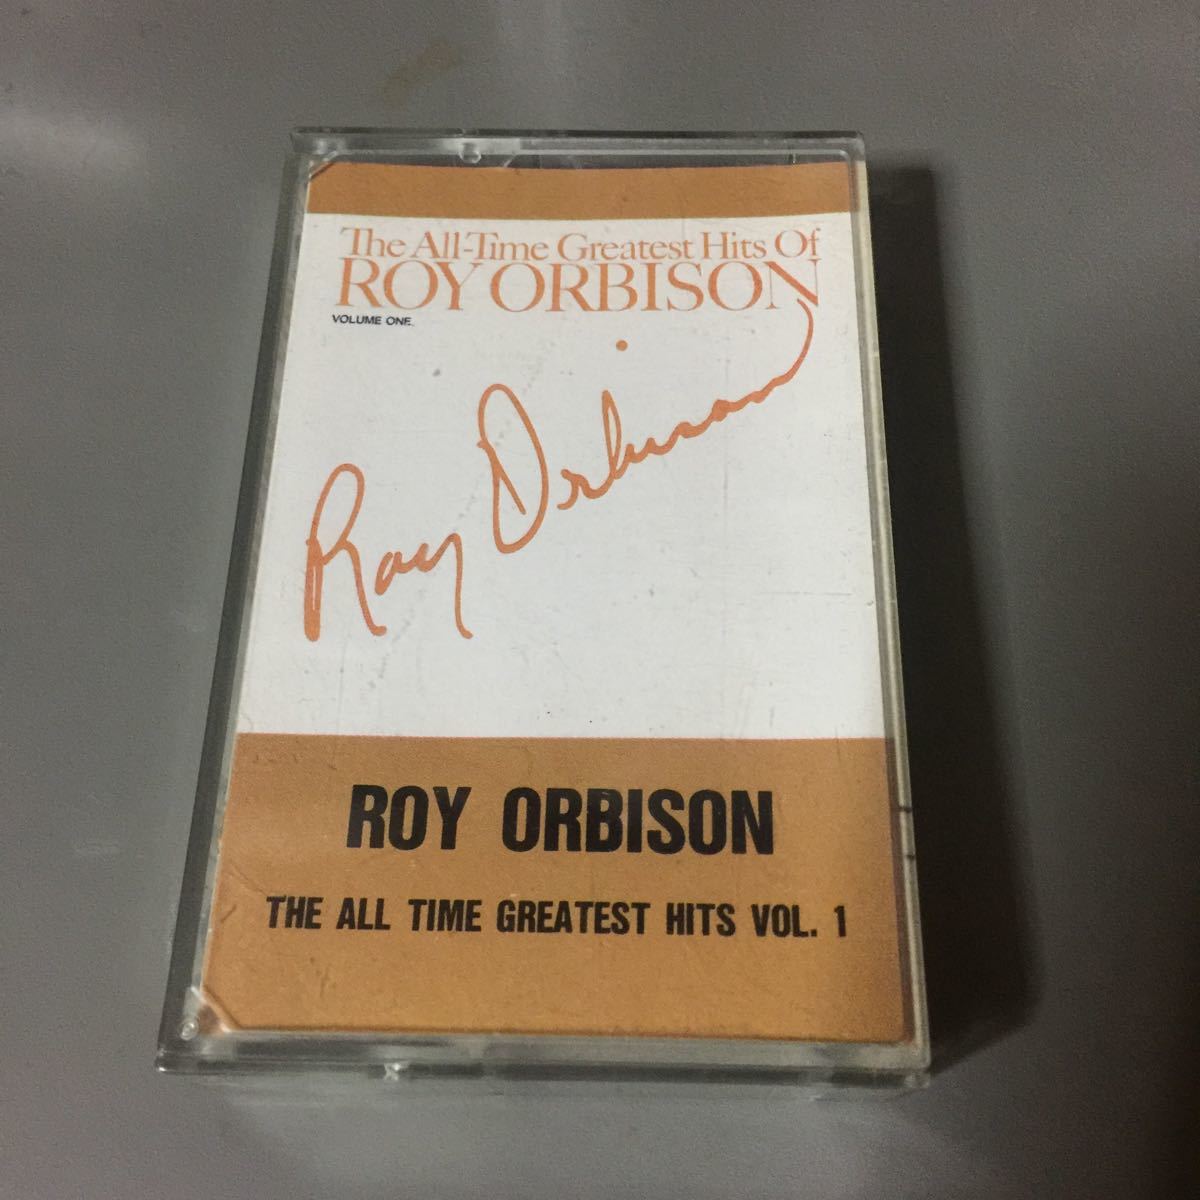 The All-Time Greatest Hits Of
ROY ORBISON
VOLUME ONE
Roy Orbison
ROY ORBISON
THE ALL TIME GREATEST HITS VOL. 1